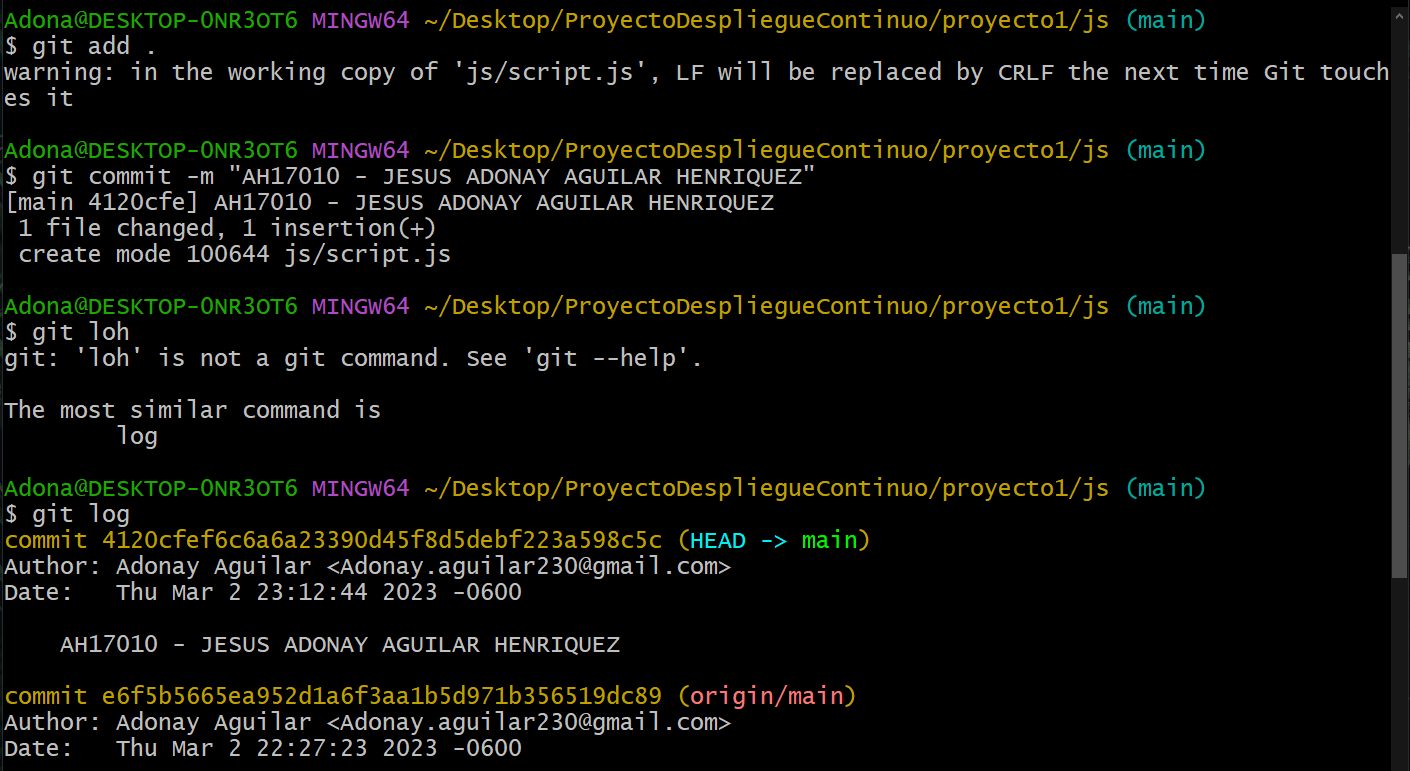 Adona@DESKTOP-0NR3OT6 MINGW64 ~/Desktop/ProyectoDespliegueContinuo/proyecto1/js (main)
$ git add .
warning: in the working copy of 'js/script.js', LF will be replaced by CRLF the next time Git touch
es it
Adona@DESKTOP-0NR3OT6 MINGW64 ~/Desktop/ProyectoDespliegueContinuo/proyecto1/js (main)
$ git commit -m "AH17010 - JESUS ADONAY AGUILAR HENRIQUEZ"
[main 4120cfe] AH17010 - JESUS ADONAY AGUILAR HENRIQUEZ
 1 file changed, 1 insertion(+)
 create mode 100644 js/script.js
Adona@DESKTOP-0NR3OT6 MINGW64 ~/Desktop/ProyectoDespliegueContinuo/proyecto1/js (main)
$ git loh
git: 'loh' is not a git command. See 'git --help'.
The most similar command is
        log
Adona@DESKTOP-0NR3OT6 MINGW64 ~/Desktop/ProyectoDespliegueContinuo/proyecto1/js (main)
$ git log
commit 4120cfef6c6a6a23390d45f8d5debf223a598c5c (HEAD -> main)
Author: Adonay Aguilar <Adonay.aguilar230@gmail.com>
Date:   Thu Mar 2 23:12:44 2023 -0600
    AH17010 - JESUS ADONAY AGUILAR HENRIQUEZ
commit e6f5b5665ea952d1a6f3aa1b5d971b356519dc89 (origin/main)
Author: Adonay Aguilar <Adonay.aguilar230@gmail.com>
Date:   Thu Mar 2 22:27:23 2023 -0600